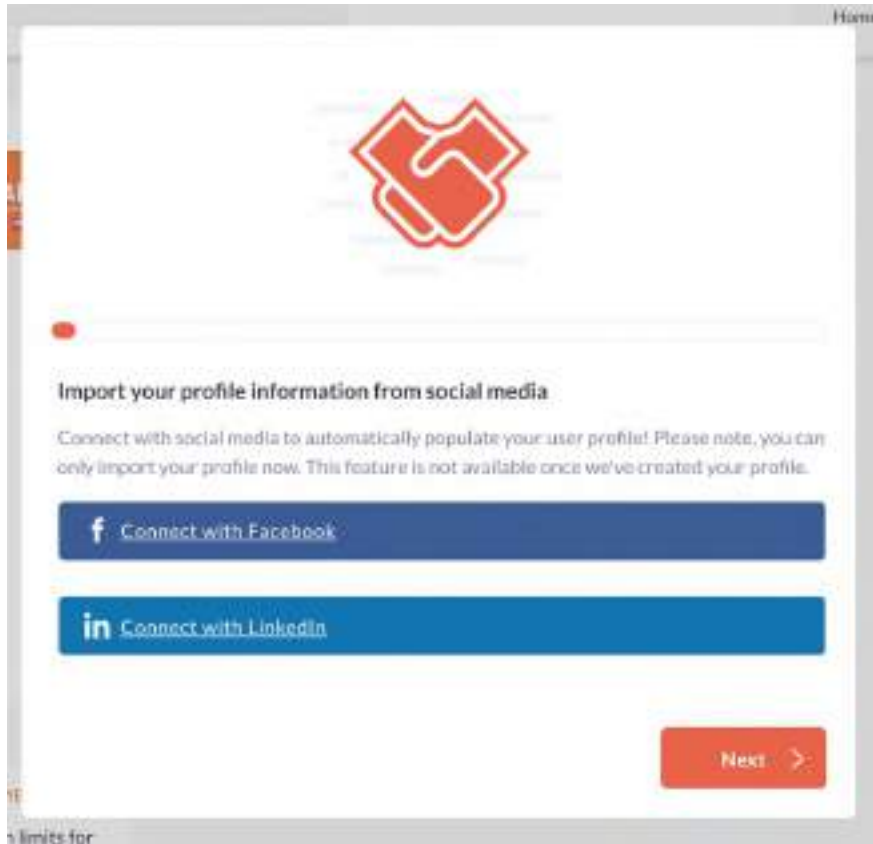 Home
Import your profile information from social media
Connect with social media to automatically populate your user profile! Please note, you can
only import your profile now. This feature is not available once we've created your profile.
f Connect with Facebook
in Connect with LinkedIn
Next
limits for